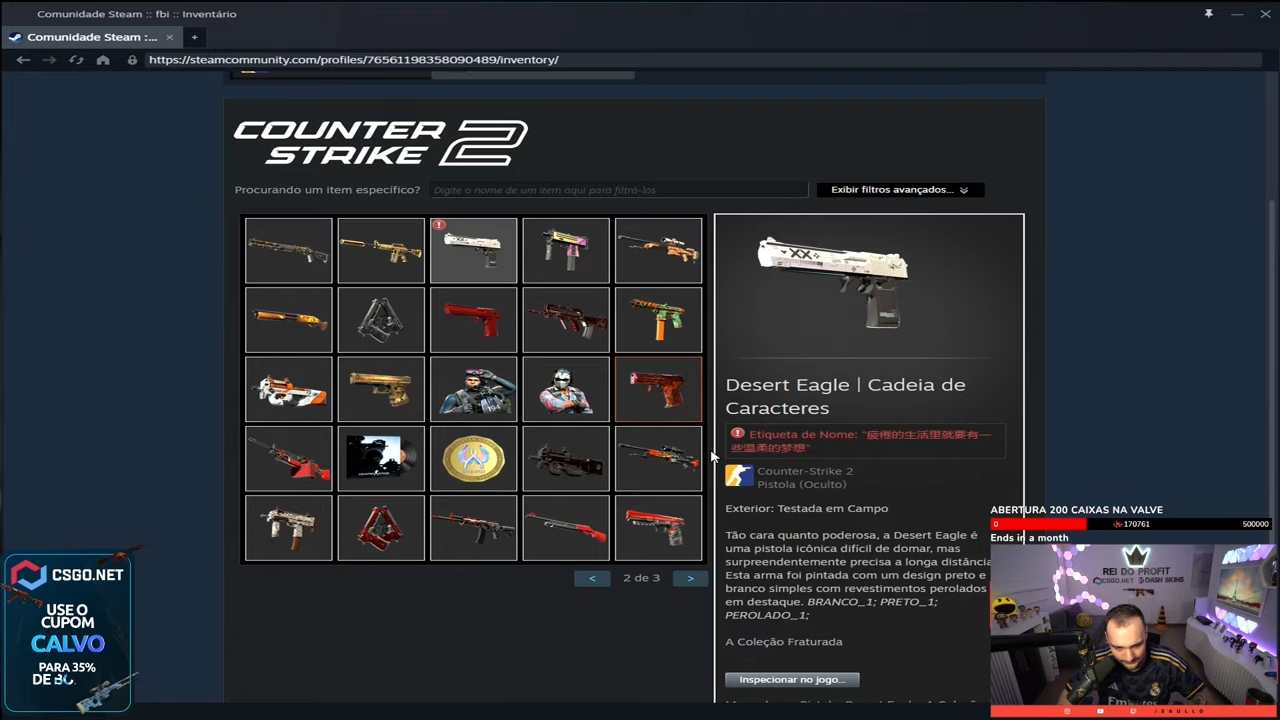 Comunidade Steam :: fbi :: Inventário
Comunidade Steam :...
https://steamcommunity.com/profiles/76561198358090489/inventory/
COUNTER
STRIKE 2
Procurando um item específico?
Digite o nome de um item aqui para filtrá-los.
Exibir filtros avançados...
Desert Eagle | Cadeia de
Caracteres
Etiqueta de Nome: "疲倦的生活里就要有一
些温柔的梦想"
Counter-Strike 2
Pistola (Oculto)
Exterior: Testada em Campo
Tão cara quanto poderosa, a Desert Eagle é
uma pistola icônica difícil de domar, mas
surpreendentemente precisa a longa distância
Esta arma foi pintada com um design preto e
branco simples com revestimentos perolados
em destaque. BRANCO_1; PRETO_1;
PEROLADO_1;
A Coleção Fraturada
Inspecionar no jogo...
<
2 de 3
>
ABERTURA 200 CAIXAS NA VALVE
0
170761
500000
Ends in a month
REI DO PROFIT
CSGO.NET
DASH SKINS
CSGO.NET
USE O
CUPOM
CALVO
PARA 35%
DE